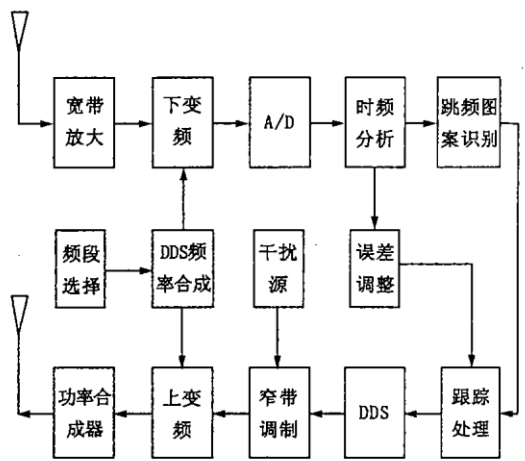 宽带
放大
下变
频
A/D
时频
分析
跳频图
案识别
频段
选择
DDS频
率合成
干扰
源
误差
调整
功率合
成器
上变
频
窄带
调制
DDS
跟踪
处理